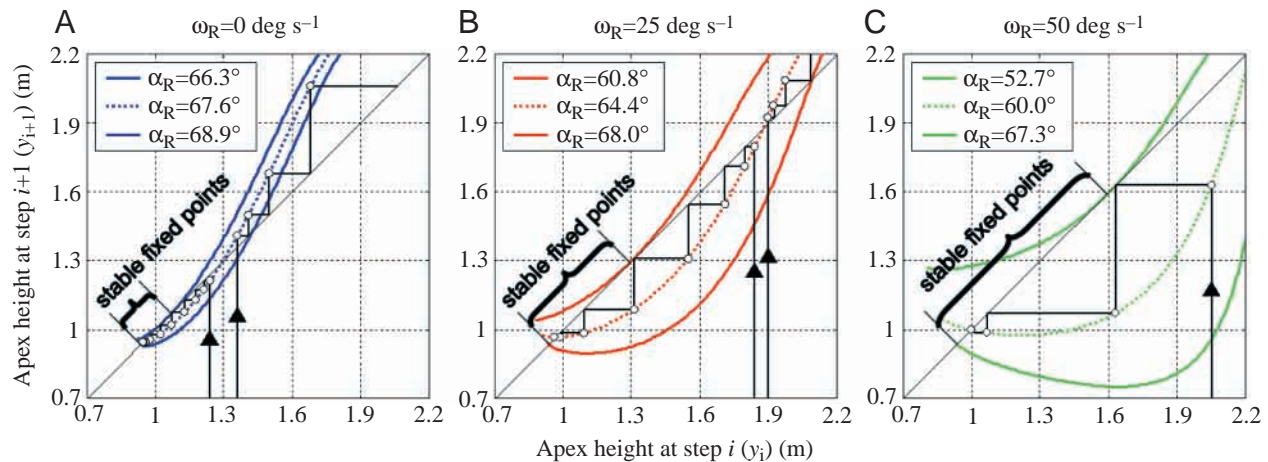 A
ωR=0 deg s⁻¹
B
ωR=25 deg s⁻¹
C
ωR=50 deg s⁻¹
Apex height at step i+1 (yi+1) (m)
2.2
1.9
1.6
1.3
1
0.7
αR=66.3°
αR=67.6°
αR=68.9°
stable fixed points
0.7
1
1.3
1.6
1.9
2.2
2.2
1.9
1.6
1.3
1
0.7
αR=60.8°
αR=64.4°
αR=68.0°
stable fixed points
0.7
1
1.3
1.6
1.9
2.2
2.2
1.9
1.6
1.3
1
0.7
αR=52.7°
αR=60.0°
αR=67.3°
stable fixed points
0.7
1
1.3
1.6
1.9
2.2
Apex height at step i (yi) (m)